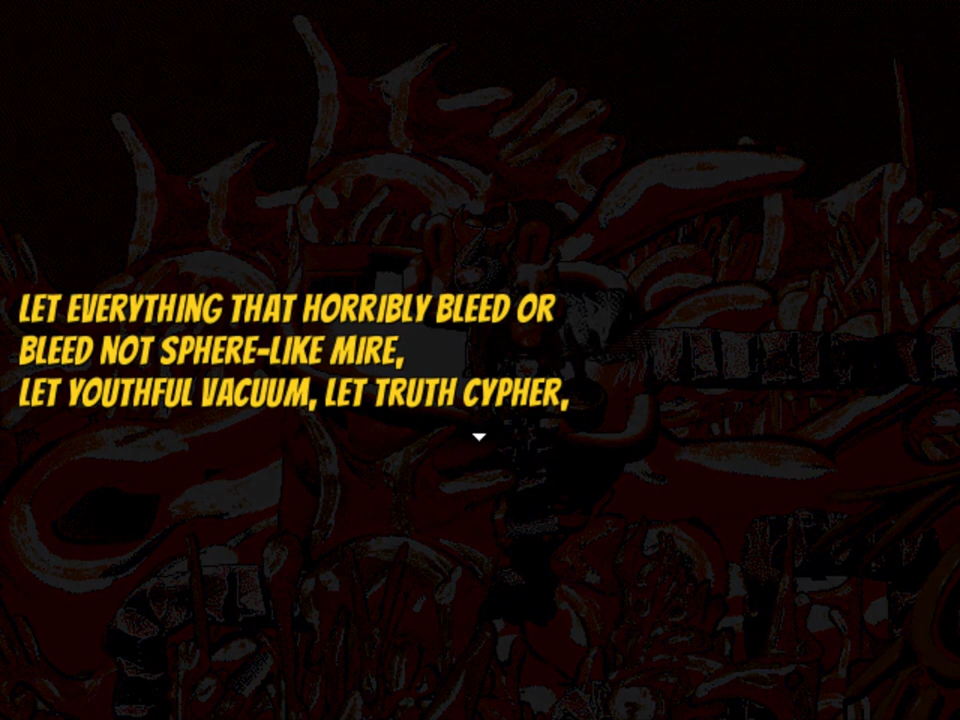 LET EVERYTHING THAT HORRIBLY BLEED OR
BLEED NOT SPHERE-LIKE MIRE,
LET YOUTHFUL VACUUM, LET TRUTH CYPHER,